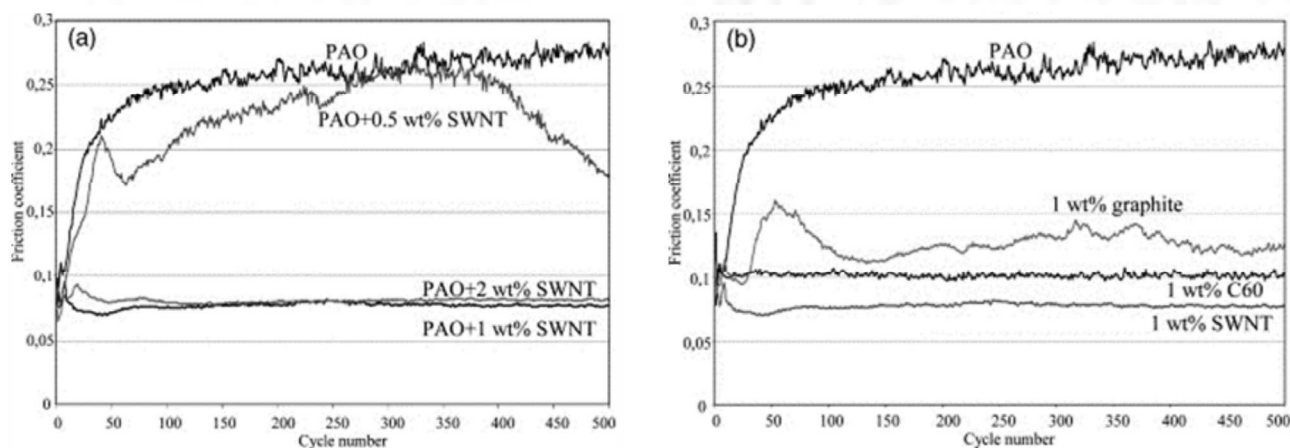 (a)
PAO
PAO+0.5 wt% SWNT
PAO+2 wt% SWNT
PAO+1 wt% SWNT
Friction coefficient
0,3
0,25
0,2
0,15
0,1
0,05
0
0 50 100 150 200 250 300 350 400 450 500
Cycle number
(b)
PAO
1 wt% graphite
1 wt% C60
1 wt% SWNT
Friction coefficient
0,3
0,25
0,2
0,15
0,1
0,05
0
0 50 100 150 200 250 300 350 400 450 500
Cycle number